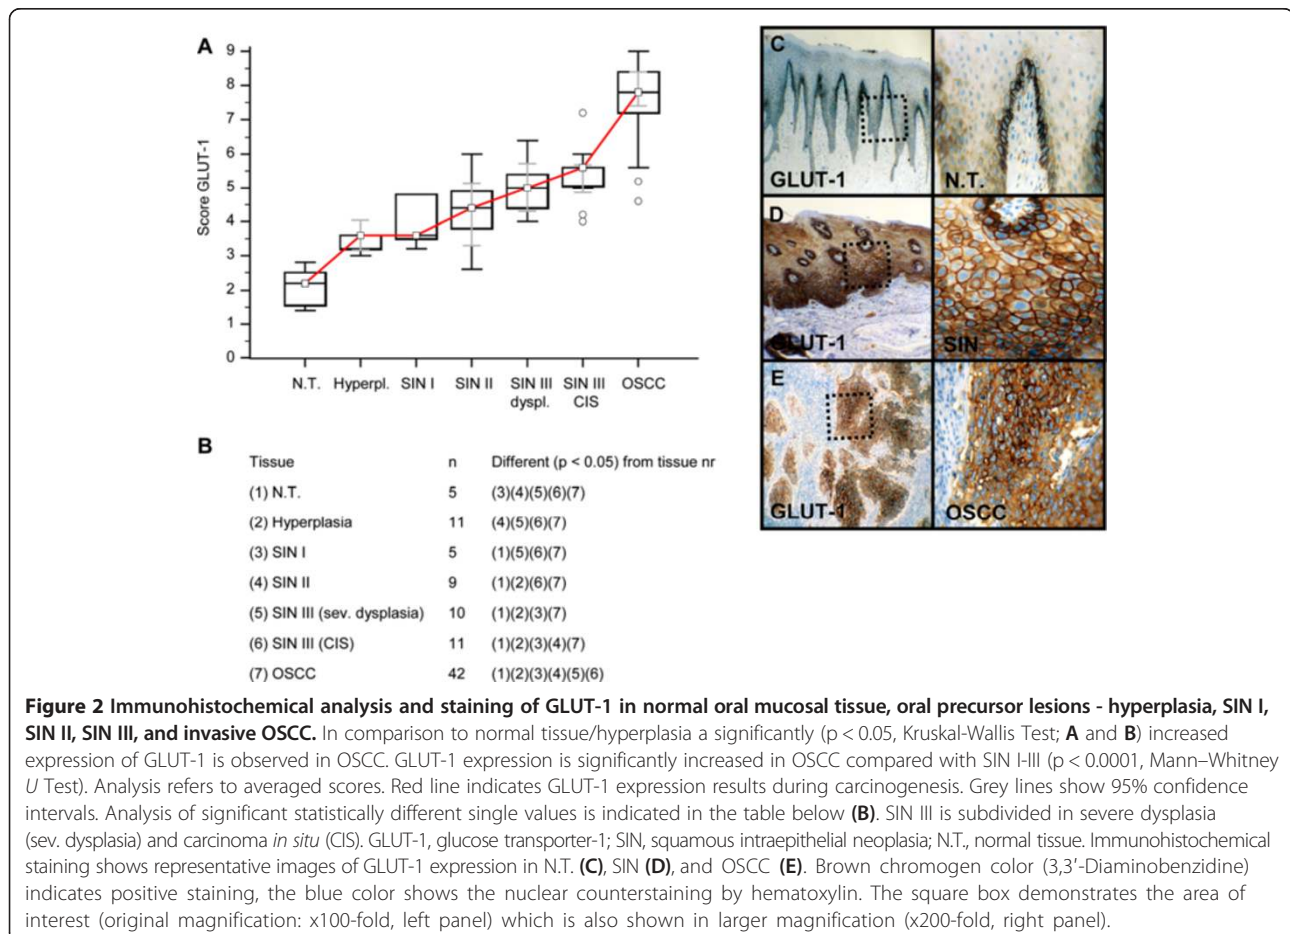 A
Score GLUT-1
9
8
7
6
5
4
3
2
1
0
N.T. Hyperpl. SIN I SIN II SIN III SIN III OSCC
dyspl. CIS
B
Tissue n Different (p < 0.05) from tissue nr
(1) N.T. 5 (3)(4)(5)(6)(7)
(2) Hyperplasia 11 (4)(5)(6)(7)
(3) SIN I 5 (1)(5)(6)(7)
(4) SIN II 9 (1)(2)(6)(7)
(5) SIN III (sev. dysplasia) 10 (1)(2)(3)(7)
(6) SIN III (CIS) 11 (1)(2)(3)(4)(7)
(7) OSCC 42 (1)(2)(3)(4)(5)(6)
C
GLUT-1 N.T.
D
GLUT-1 SIN
E
GLUT-1 OSCC
Figure 2 Immunohistochemical analysis and staining of GLUT-1 in normal oral mucosal tissue, oral precursor lesions - hyperplasia, SIN I,
SIN II, SIN III, and invasive OSCC. In comparison to normal tissue/hyperplasia a significantly (p < 0.05, Kruskal-Wallis Test; A and B) increased
expression of GLUT-1 is observed in OSCC. GLUT-1 expression is significantly increased in OSCC compared with SIN I-III (p < 0.0001, Mann–Whitney
U Test). Analysis refers to averaged scores. Red line indicates GLUT-1 expression results during carcinogenesis. Grey lines show 95% confidence
intervals. Analysis of significant statistically different single values is indicated in the table below (B). SIN III is subdivided in severe dysplasia
(sev. dysplasia) and carcinoma in situ (CIS). GLUT-1, glucose transporter-1; SIN, squamous intraepithelial neoplasia; N.T., normal tissue. Immunohistochemical
staining shows representative images of GLUT-1 expression in N.T. (C), SIN (D), and OSCC (E). Brown chromogen color (3,3′-Diaminobenzidine)
indicates positive staining, the blue color shows the nuclear counterstaining by hematoxylin. The square box demonstrates the area of
interest (original magnification: x100-fold, left panel) which is also shown in larger magnification (x200-fold, right panel).